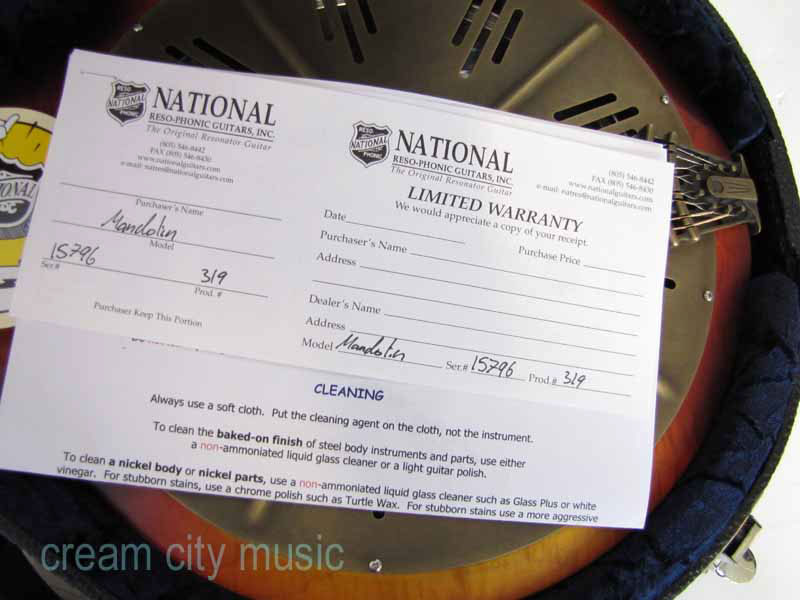 RESO-
NATIONAL
PHONIC
NATIONAL
RESO-PHONIC GUITARS, INC.
The Original Resonator Guitar
(805) 546-8442
FAX (805) 546-8430
www.nationalguitars.com
e-mail: natres@nationalguitars.com
Purchaser's Name
Mandolin
Model
15796
Ser.#
319
Prod. #
Purchaser Keep This Portion
RESO-
NATIONAL
PHONIC
NATIONAL
RESO-PHONIC GUITARS, INC.
The Original Resonator Guitar
(805) 546-8442
FAX (805) 546-8430
www.nationalguitars.com
e-mail: natres@nationalguitars.com
LIMITED WARRANTY
We would appreciate a copy of your receipt.
Date
Purchaser's Name
Purchase Price
Address
Dealer's Name
Address
Model Mandolin Ser.# 15796 Prod.# 319
CLEANING
Always use a soft cloth. Put the cleaning agent on the cloth, not the instrument.
To clean the baked-on finish of steel body instruments and parts, use either
a non-ammoniated liquid glass cleaner or a light guitar polish.
To clean a nickel body or nickel parts, use a non-ammoniated liquid glass cleaner such as Glass Plus or white
vinegar. For stubborn stains, use a chrome polish such as Turtle Wax. For stubborn stains use a more aggressive
cream city music